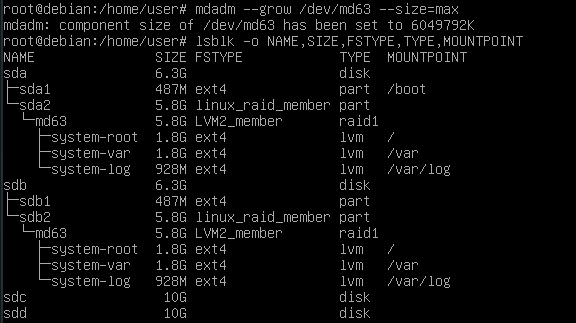 root@debian:/home/user# mdadm --grow /dev/md63 --size=max
mdadm: component size of /dev/md63 has been set to 6049792K
root@debian:/home/user# lsblk -o NAME,SIZE,FSTYPE,TYPE,MOUNTPOINT
NAME                SIZE FSTYPE            TYPE  MOUNTPOINT
sda                 6.3G                   disk
├─sda1              487M ext4              part  /boot
└─sda2              5.8G linux_raid_member part
  └─md63            5.8G LVM2_member       raid1
    ├─system-root   1.8G ext4              lvm   /
    ├─system-var    1.8G ext4              lvm   /var
    └─system-log    928M ext4              lvm   /var/log
sdb                 6.3G                   disk
├─sdb1              487M ext4              part
└─sdb2              5.8G linux_raid_member part
  └─md63            5.8G LVM2_member       raid1
    ├─system-root   1.8G ext4              lvm   /
    ├─system-var    1.8G ext4              lvm   /var
    └─system-log    928M ext4              lvm   /var/log
sdc                  10G                   disk
sdd                  10G                   disk